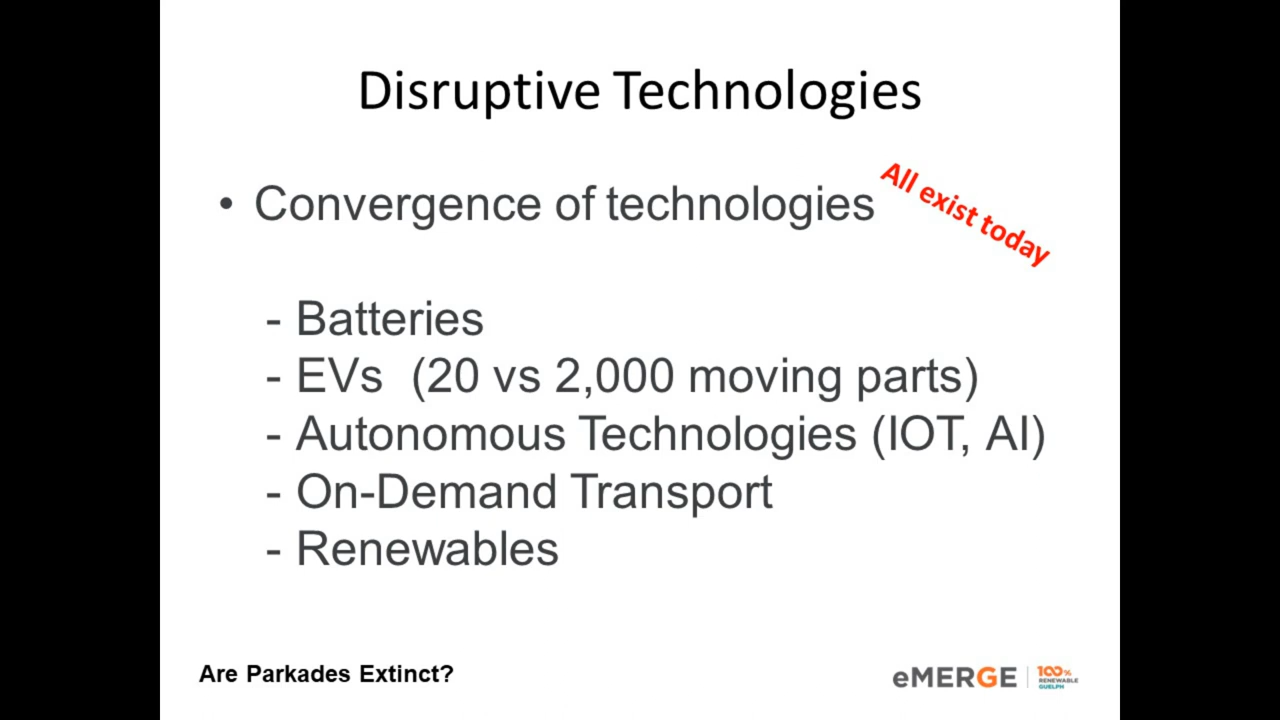 Disruptive Technologies
• Convergence of technologies
All exist today
- Batteries
- EVs (20 vs 2,000 moving parts)
- Autonomous Technologies (IOT, AI)
- On-Demand Transport
- Renewables
Are Parkades Extinct?
eMERGE
100%
RENEWABLE
GUELPH